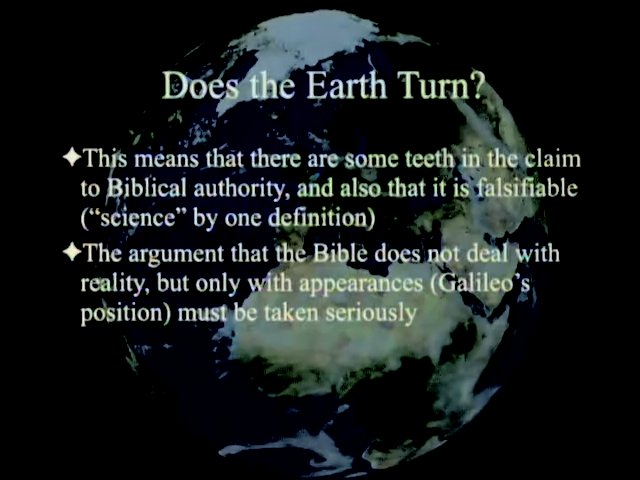 Does the Earth Turn?
✦This means that there are some teeth in the claim
to Biblical authority, and also that it is falsifiable
(“science” by one definition)
✦The argument that the Bible does not deal with
reality, but only with appearances (Galileo’s
position) must be taken seriously